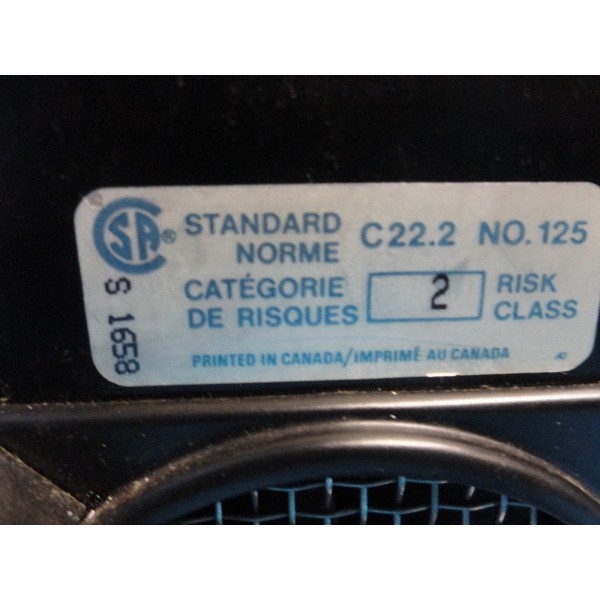 CSA ®
STANDARD
NORME
C22.2 NO. 125
CATÉGORIE
DE RISQUES
2
RISK
CLASS
PRINTED IN CANADA/IMPRIMÉ AU CANADA
S 1658